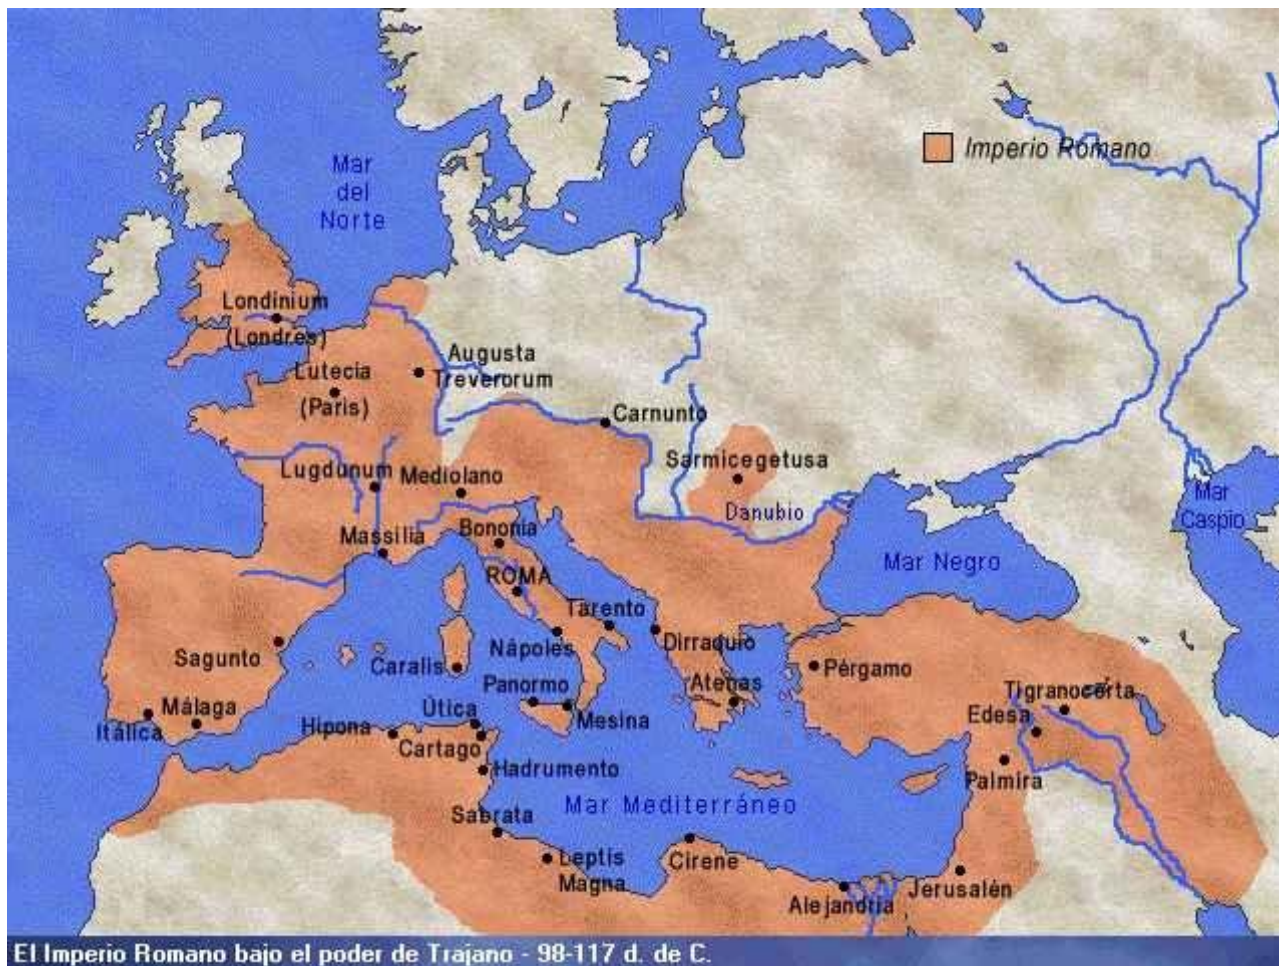 Imperio Romano
Mar
del
Norte
Londinium
(Londres)
Augusta
Treverorum
Lutecia
(Paris)
Carnunto
Sarmicegetusa
Lugdunum
Mediolano
Danubio
Mar
Caspio
Massilia
Bononia
Mar Negro
ROMA
Tarento
Sagunto
Nápoles
Dirraquio
Caralis
Pérgamo
Panormo
Atenas
Tigranocerta
Itálica
Málaga
Útica
Mesina
Edesa
Hipona
Cartago
Hadrumento
Palmira
Mar Mediterráneo
Sabrata
Leptis
Magna
Cirene
Alejandría
Jerusalén
El Imperio Romano bajo el poder de Trajano - 98-117 d. de C.